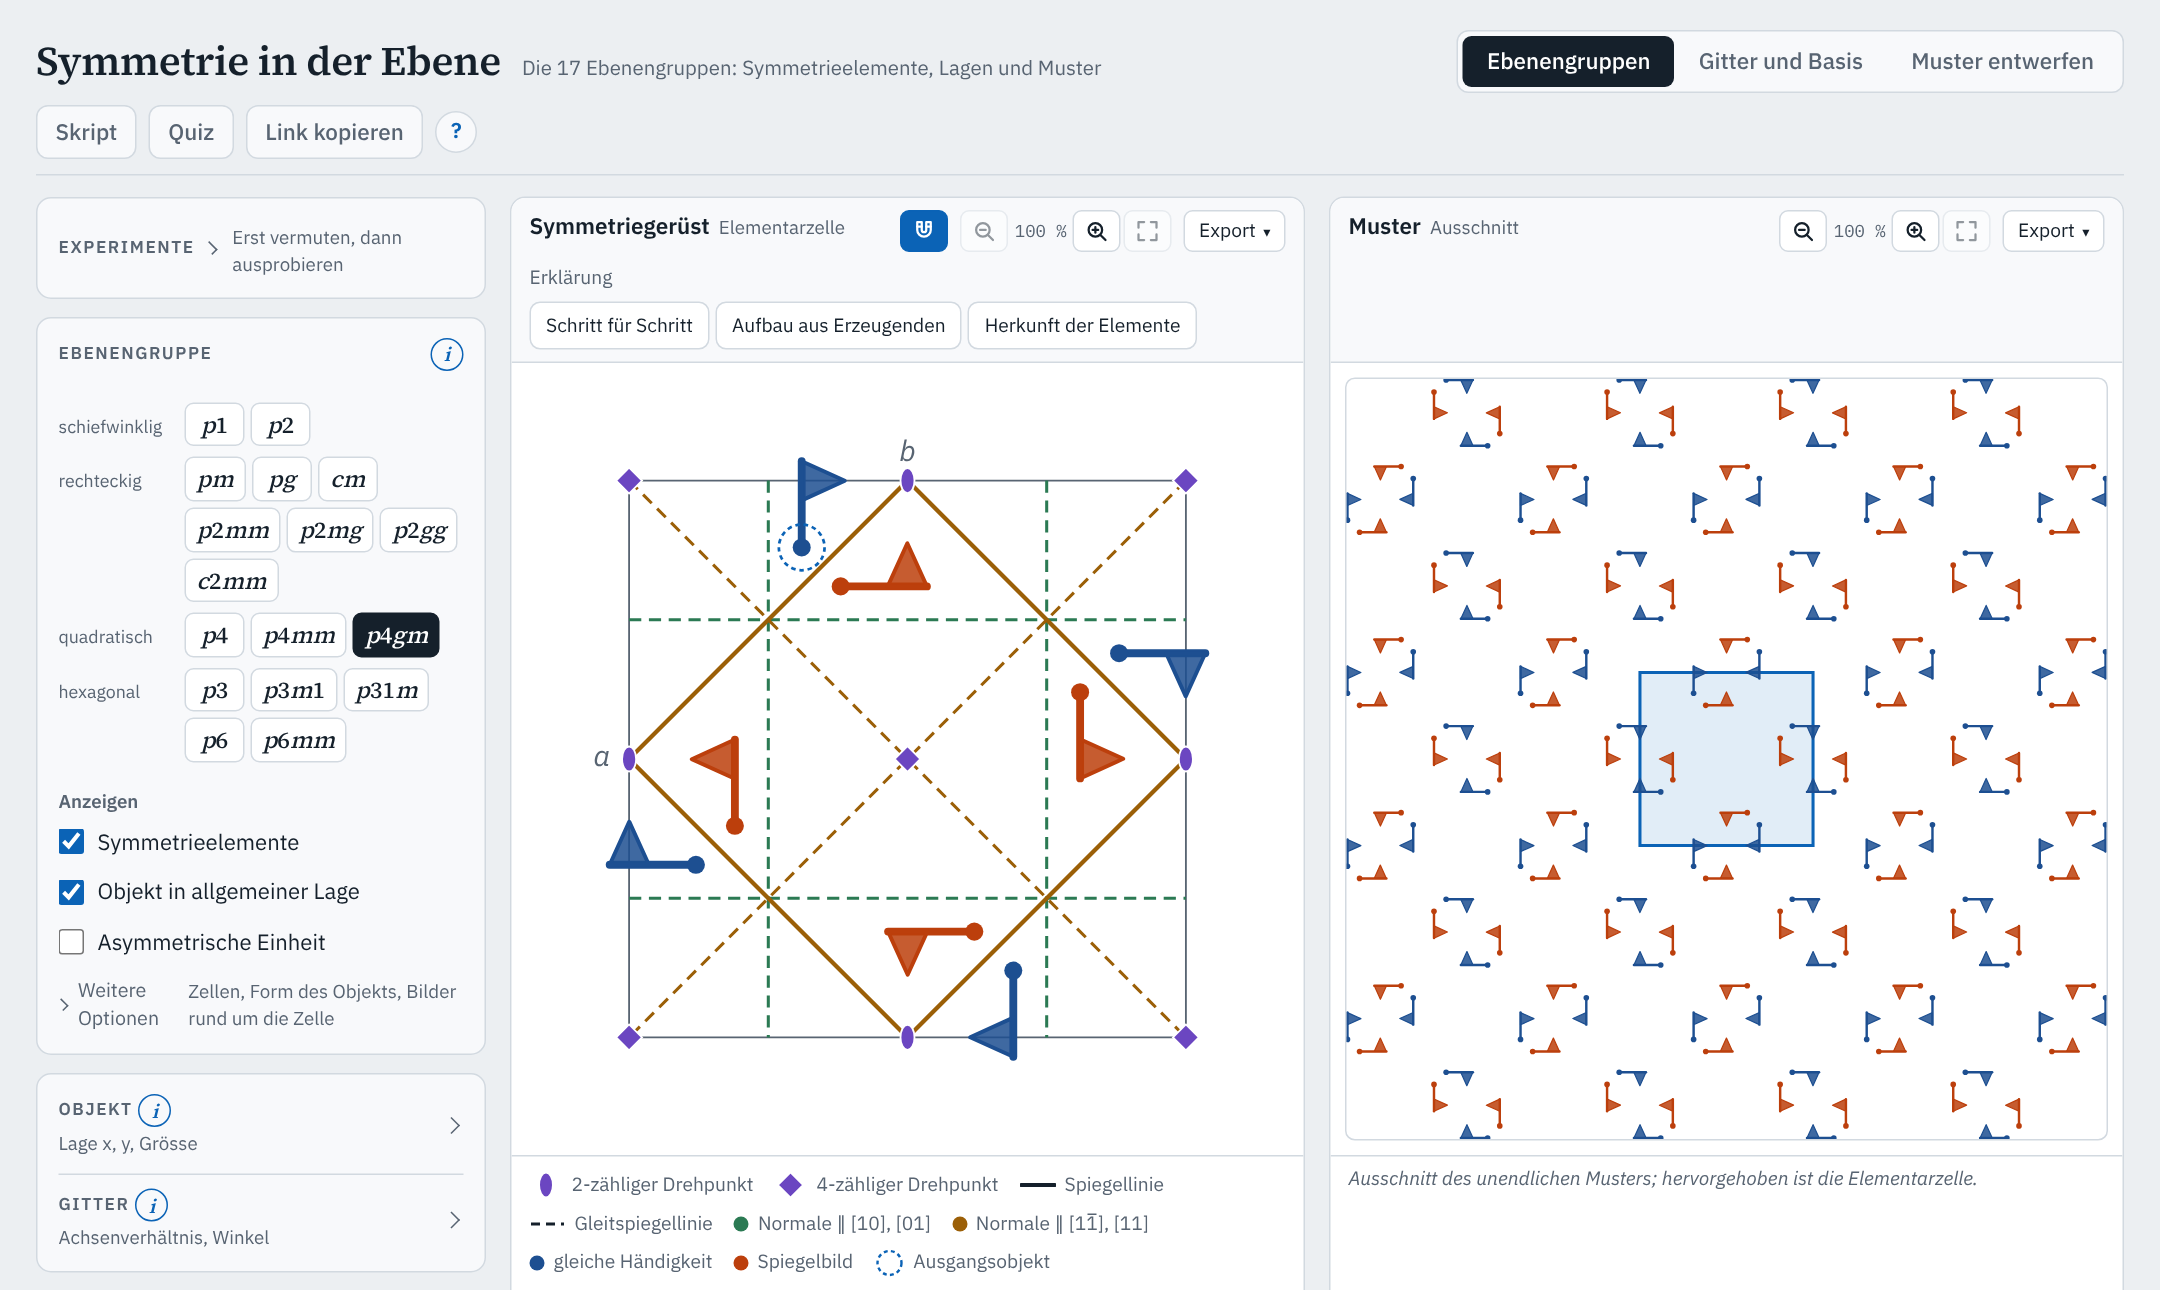 Symmetrie in der Ebene
Die 17 Ebenengruppen: Symmetrieelemente, Lagen und Muster
Ebenengruppen
Gitter und Basis
Muster entwerfen
Skript
Quiz
Link kopieren
?
EXPERIMENTE
Erst vermuten, dann
ausprobieren
EBENENGRUPPE
i
schiefwinklig
p1
p2
rechteckig
pm
pg
cm
p2mm
p2mg
p2gg
c2mm
quadratisch
p4
p4mm
p4gm
hexagonal
p3
p3m1
p31m
p6
p6mm
Anzeigen
Symmetrieelemente
Objekt in allgemeiner Lage
Asymmetrische Einheit
Weitere
Optionen
Zellen, Form des Objekts, Bilder
rund um die Zelle
OBJEKT
i
Lage x, y, Grösse
GITTER
i
Achsenverhältnis, Winkel
Symmetriegerüst
Elementarzelle
100 %
Export ▾
Erklärung
Schritt für Schritt
Aufbau aus Erzeugenden
Herkunft der Elemente
b
a
2-zähliger Drehpunkt
4-zähliger Drehpunkt
Spiegellinie
Gleitspiegellinie
Normale ∥ [10], [01]
Normale ∥ [11̅], [11]
gleiche Händigkeit
Spiegelbild
Ausgangsobjekt
Muster
Ausschnitt
100 %
Export ▾
Ausschnitt des unendlichen Musters; hervorgehoben ist die Elementarzelle.